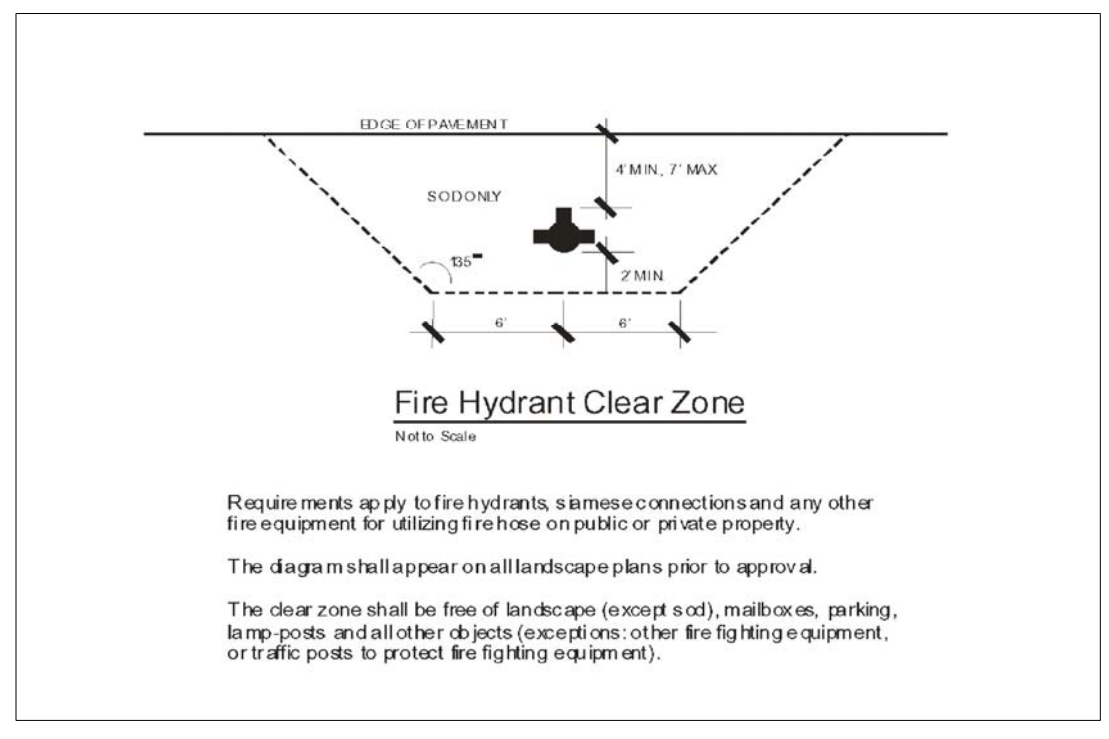 EDGE OF PAVEMENT
4' MIN., 7' MAX
SOD ONLY
135
2' MIN.
6'
6'
Fire Hydrant Clear Zone
Not to Scale
Requirements apply to fire hydrants, siamese connections and any other
fire equipment for utilizing fire hose on public or private property.
The diagram shall appear on all landscape plans prior to approval.
The clear zone shall be free of landscape (except sod), mailboxes, parking,
lamp-posts and all other objects (exceptions: other fire fighting equipment,
or traffic posts to protect fire fighting equipment).